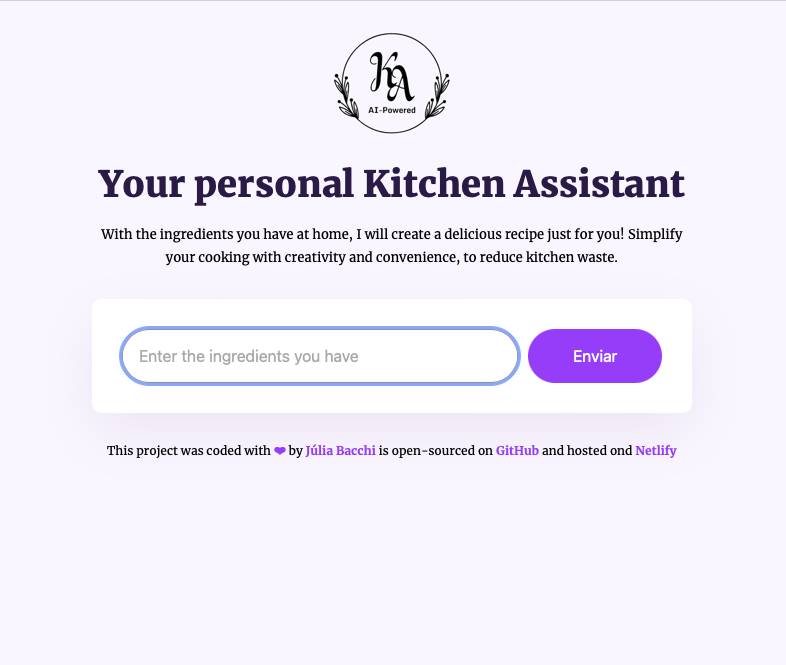 KA
AI-Powered
Your personal Kitchen Assistant
With the ingredients you have at home, I will create a delicious recipe just for you! Simplify
your cooking with creativity and convenience, to reduce kitchen waste.
Enter the ingredients you have
Enviar
This project was coded with ❤ by Júlia Bacchi is open-sourced on GitHub and hosted ond Netlify